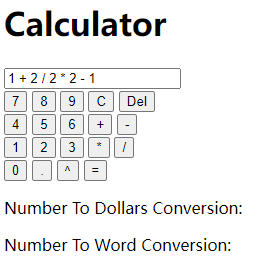 Calculator
1 + 2 / 2 * 2 - 1
7 8 9 C Del
4 5 6 + -
1 2 3 * /
0 . ^ =
Number To Dollars Conversion:
Number To Word Conversion: